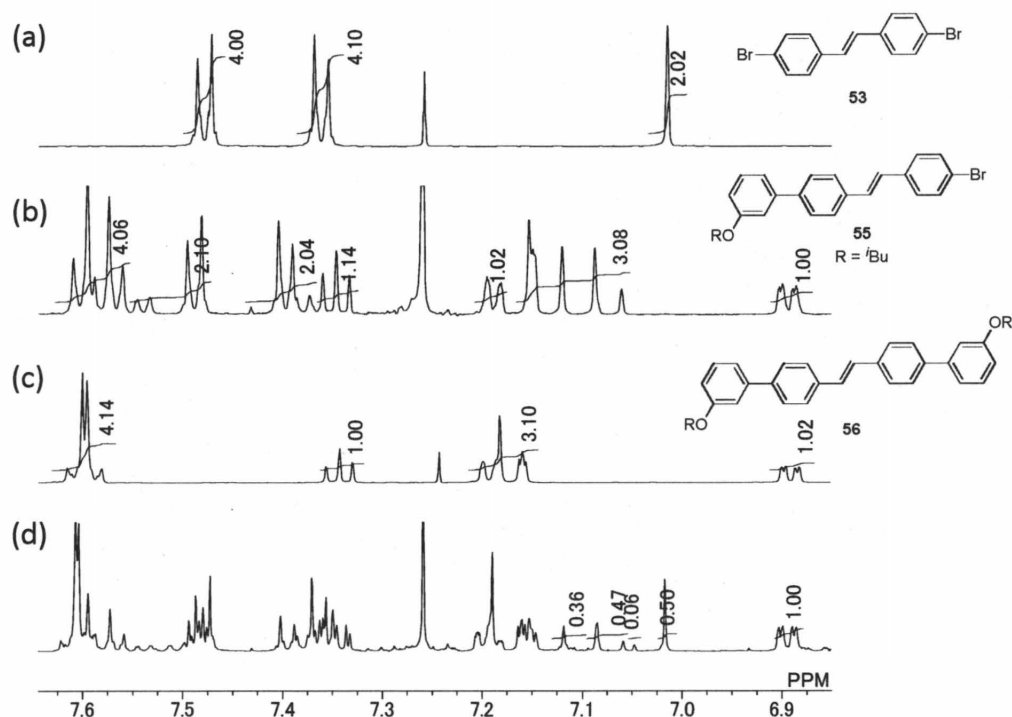 (a)
4.00
4.10
2.02
Br
Br
53
(b)
4.06
2.10
2.04
1.14
1.02
3.08
1.00
Br
RO
55
R = iBu
(c)
4.14
1.00
3.10
1.02
OR
RO
56
(d)
0.36
0.47
0.06
0.50
1.00
PPM
7.6 7.5 7.4 7.3 7.2 7.1 7.0 6.9